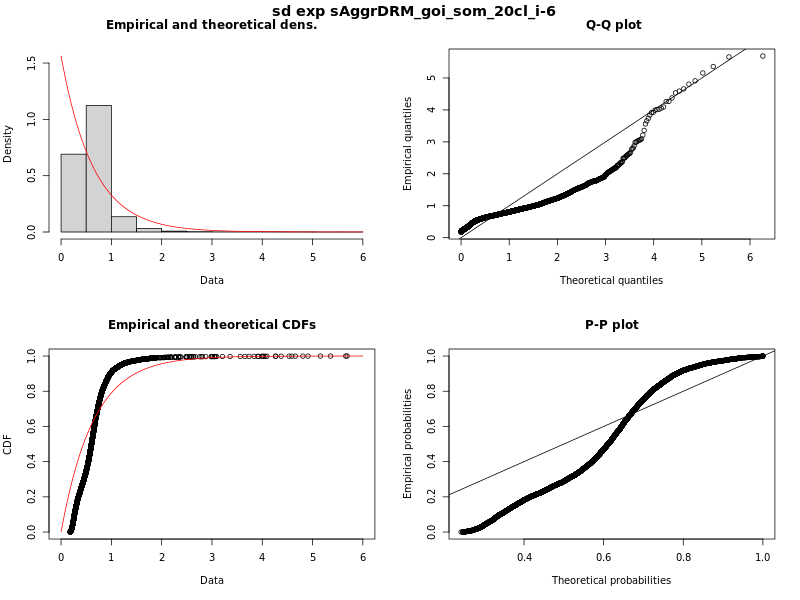 sd exp sAggrDRM_goi_som_20cl_i-6
Empirical and theoretical dens.
Density
0.0 0.5 1.0 1.5
0 1 2 3 4 5 6
Data
Q-Q plot
Empirical quantiles
0 1 2 3 4 5
0 1 2 3 4 5 6
Theoretical quantiles
Empirical and theoretical CDFs
CDF
0.0 0.2 0.4 0.6 0.8 1.0
0 1 2 3 4 5 6
Data
P-P plot
Empirical probabilities
0.0 0.2 0.4 0.6 0.8 1.0
0.4 0.6 0.8 1.0
Theoretical probabilities